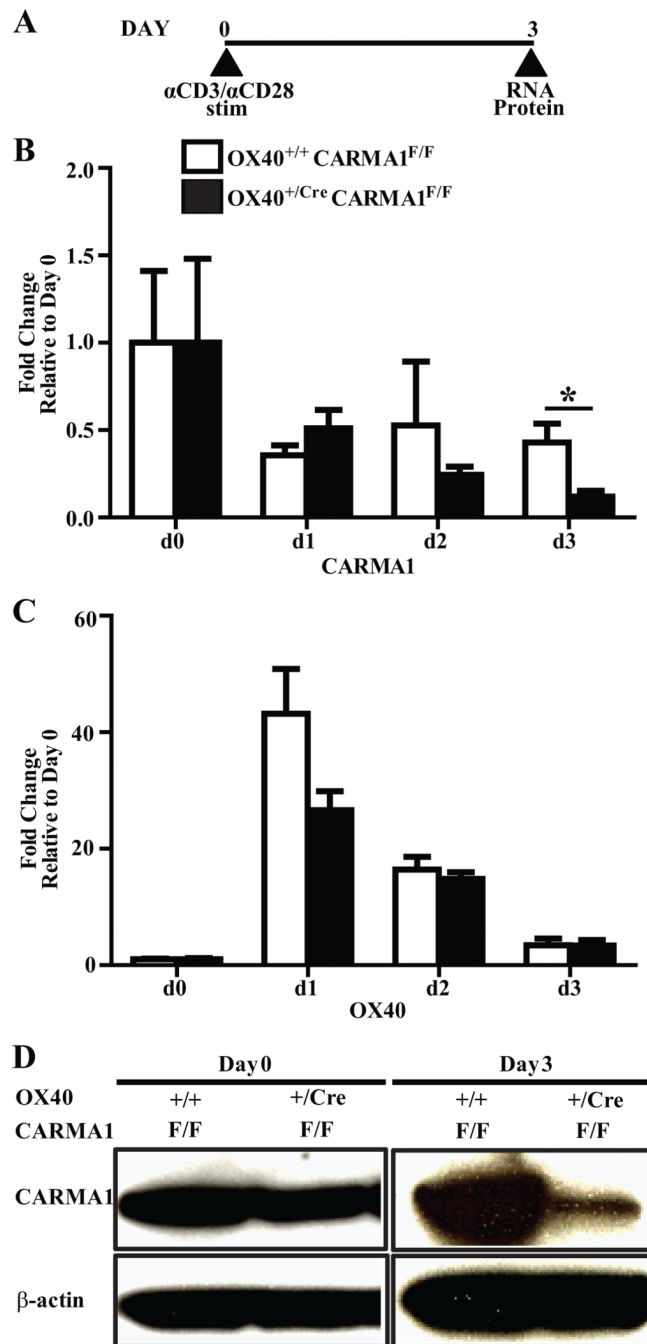 A
DAY 0 3
αCD3/αCD28 stim
RNA Protein
B
OX40+/+ CARMA1F/F
OX40+/Cre CARMA1F/F
Fold Change
Relative to Day 0
2.0
1.5
1.0
0.5
0.0
*
d0 d1 d2 d3
CARMA1
C
Fold Change
Relative to Day 0
60
40
20
0
d0 d1 d2 d3
OX40
D
Day 0 Day 3
OX40 +/+ +/Cre +/+ +/Cre
CARMA1 F/F F/F F/F F/F
CARMA1
β-actin